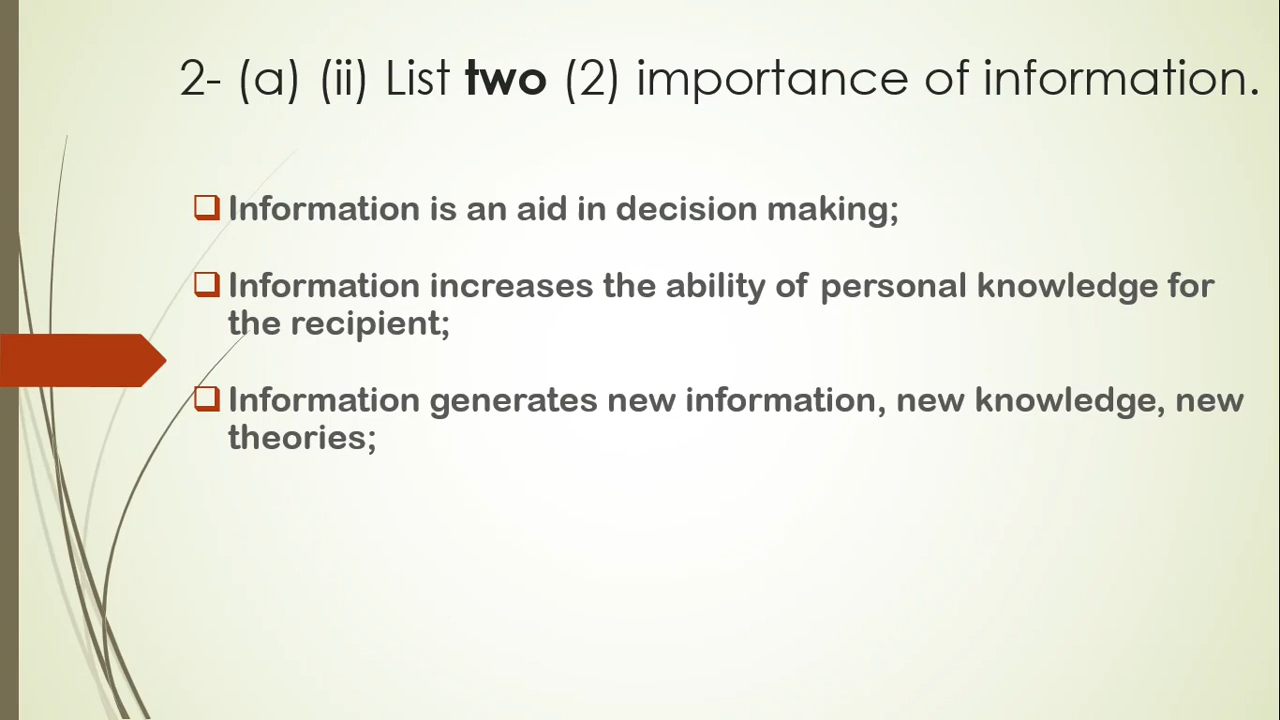 2- (a) (ii) List two (2) importance of information.
Information is an aid in decision making;
Information increases the ability of personal knowledge for
the recipient;
Information generates new information, new knowledge, new
theories;